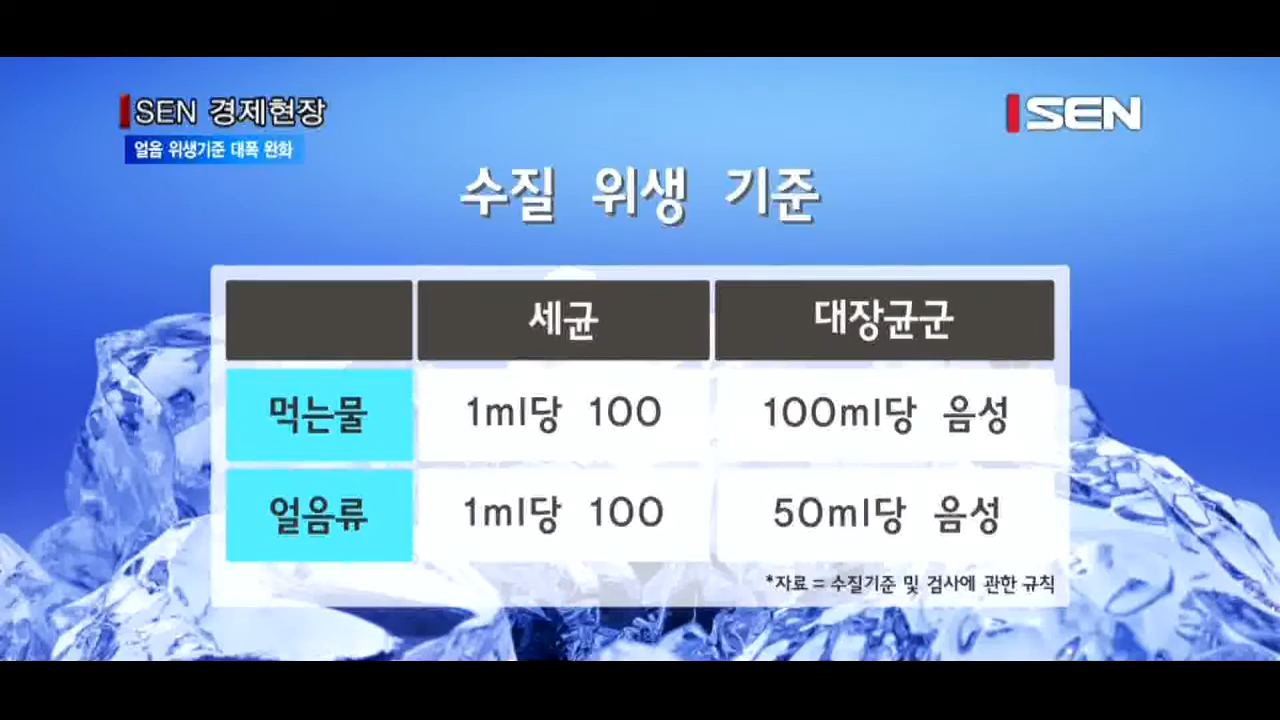 SEN 경제현장
SEN
얼음 위생기준 대폭 완화
수질 위생 기준
세균 대장균군
먹는물 1ml당 100 100ml당 음성
얼음류 1ml당 100 50ml당 음성
*자료 = 수질기준 및 검사에 관한 규칙